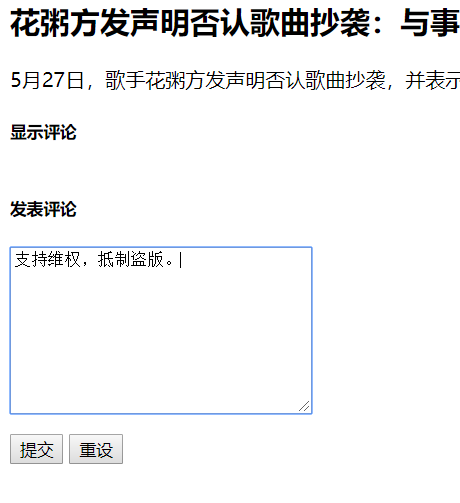 花粥方发声明否认歌曲抄袭：与事
5月27日，歌手花粥方发声明否认歌曲抄袭，并表示
显示评论
发表评论
支持维权，抵制盗版。
提交 重设